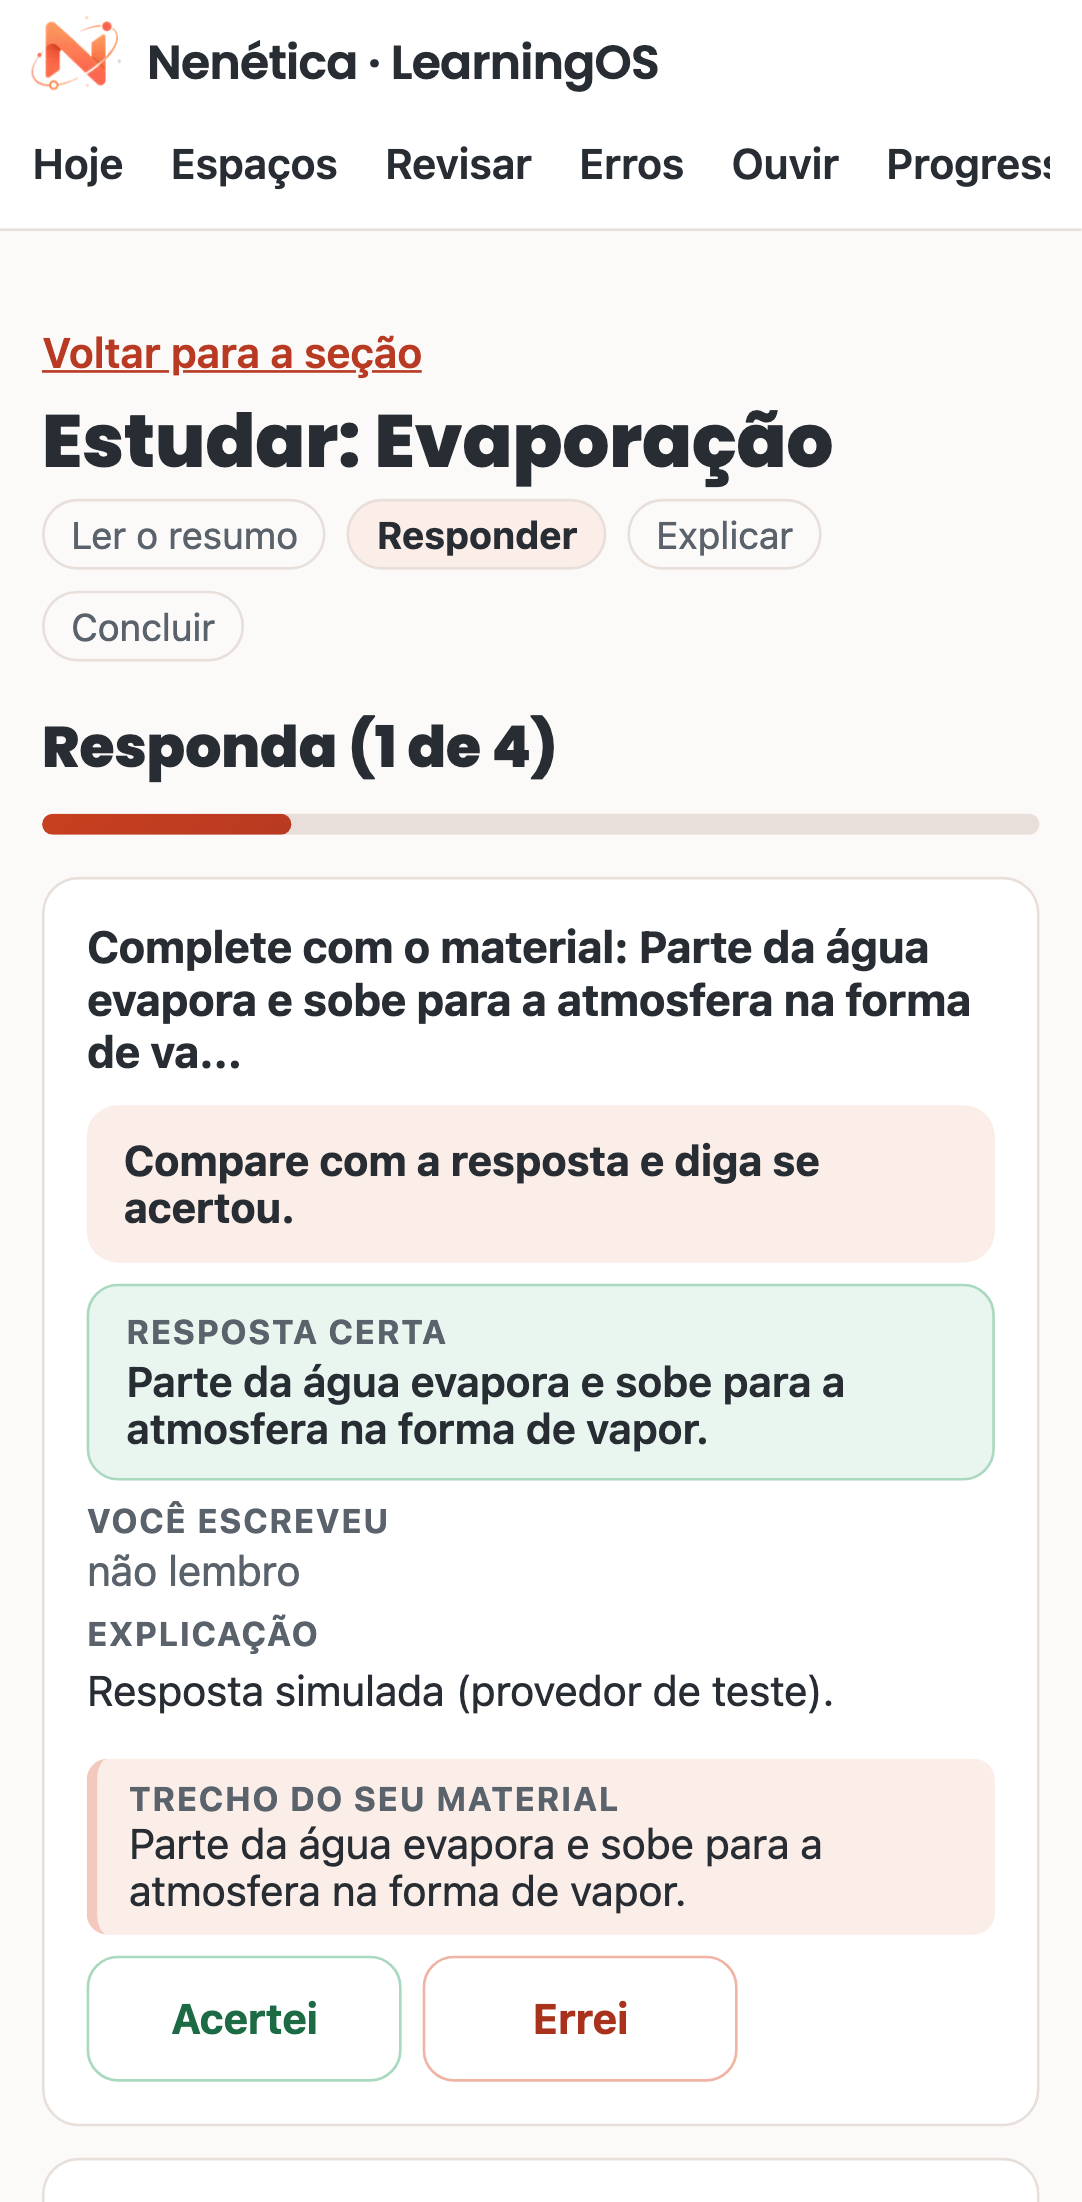 Nenética · LearningOS
Hoje Espaços Revisar Erros Ouvir Progress
Voltar para a seção
Estudar: Evaporação
Ler o resumo Responder Explicar
Concluir
Responda (1 de 4)
Complete com o material: Parte da água
evapora e sobe para a atmosfera na forma
de va...
Compare com a resposta e diga se
acertou.
RESPOSTA CERTA
Parte da água evapora e sobe para a
atmosfera na forma de vapor.
VOCÊ ESCREVEU
não lembro
EXPLICAÇÃO
Resposta simulada (provedor de teste).
TRECHO DO SEU MATERIAL
Parte da água evapora e sobe para a
atmosfera na forma de vapor.
Acertei Errei